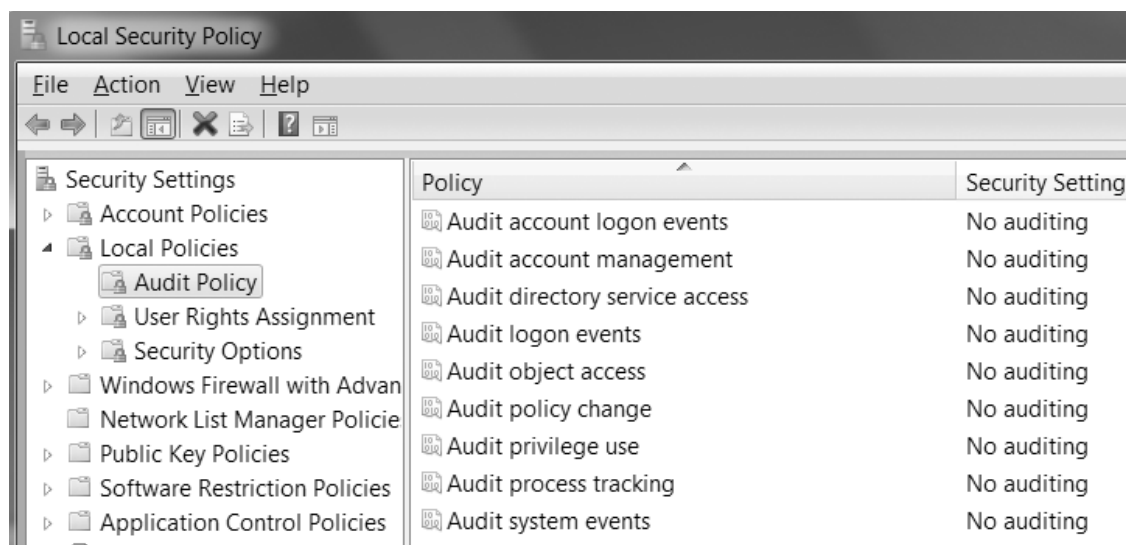 Local Security Policy
File Action View Help
Security Settings
Account Policies
Local Policies
Audit Policy
User Rights Assignment
Security Options
Windows Firewall with Advan
Network List Manager Policie
Public Key Policies
Software Restriction Policies
Application Control Policies
Policy Security Setting
Audit account logon events No auditing
Audit account management No auditing
Audit directory service access No auditing
Audit logon events No auditing
Audit object access No auditing
Audit policy change No auditing
Audit privilege use No auditing
Audit process tracking No auditing
Audit system events No auditing